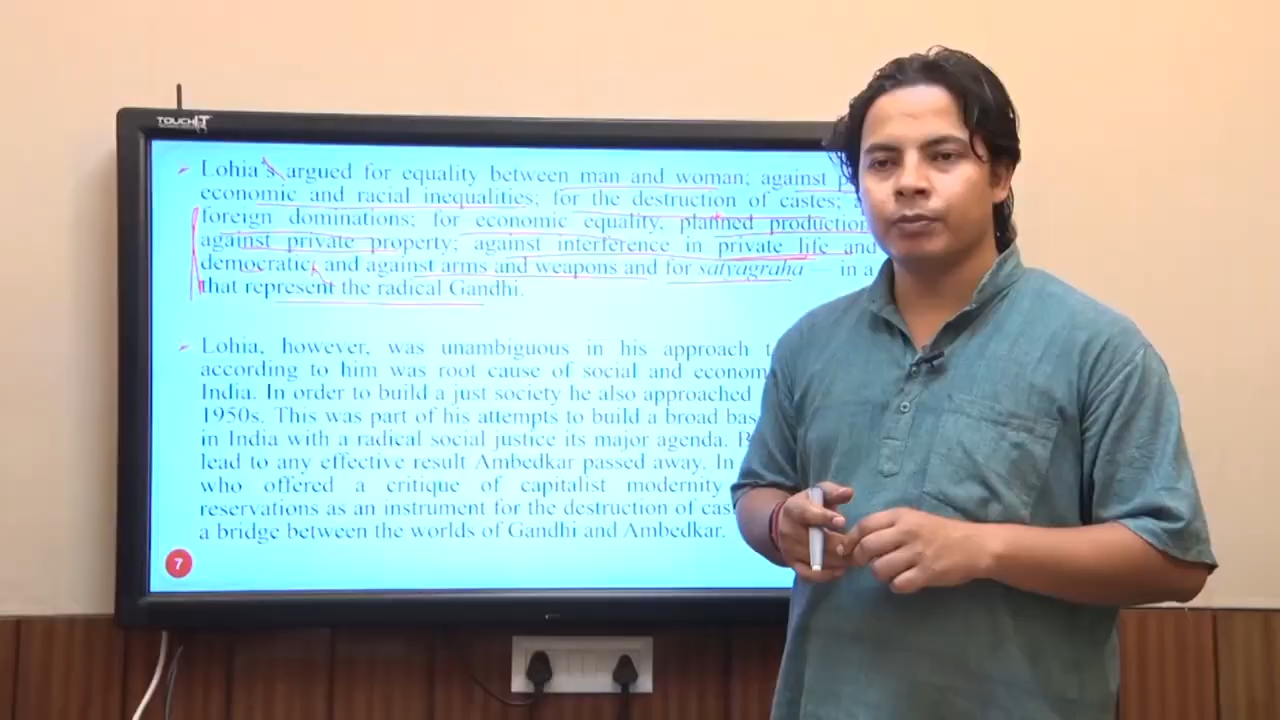 TOUCHIT
Lohia's argued for equality between man and woman; against
economic and racial inequalities; for the destruction of castes;
foreign dominations; for economic equality, planned production
against private property; against interference in private life and
democratic, and against arms and weapons and for satyagraha — in a
that represent the radical Gandhi.
Lohia, however, was unambiguous in his approach
according to him was root cause of social and
India. In order to build a just society he also approached
1950s. This was part of his attempts to build a broad
in India with a radical social justice its major agenda.
lead to any effective result Ambedkar passed away. In
who offered a critique of capitalist modernity
reservations as an instrument for the destruction of
a bridge between the worlds of Gandhi and Ambedkar.
7